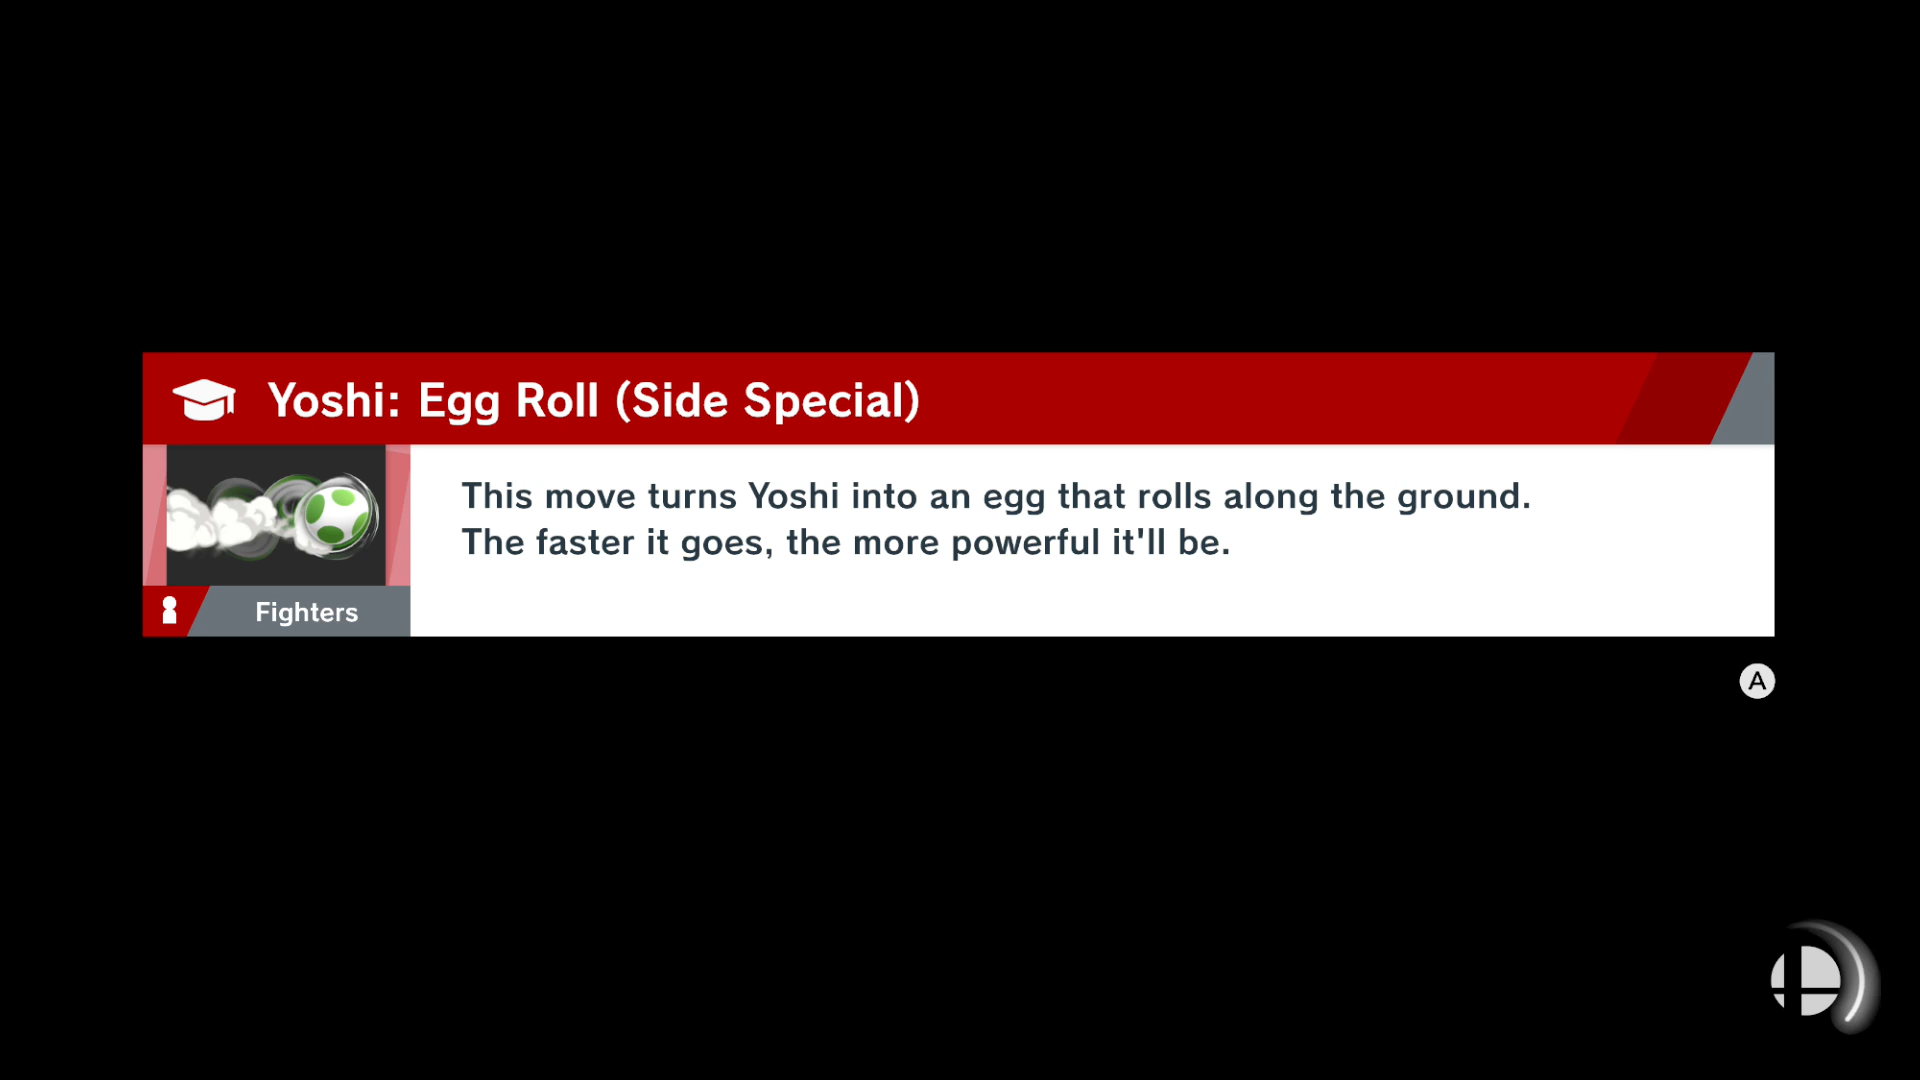 Yoshi: Egg Roll (Side Special)
This move turns Yoshi into an egg that rolls along the ground.
The faster it goes, the more powerful it'll be.
Fighters
A